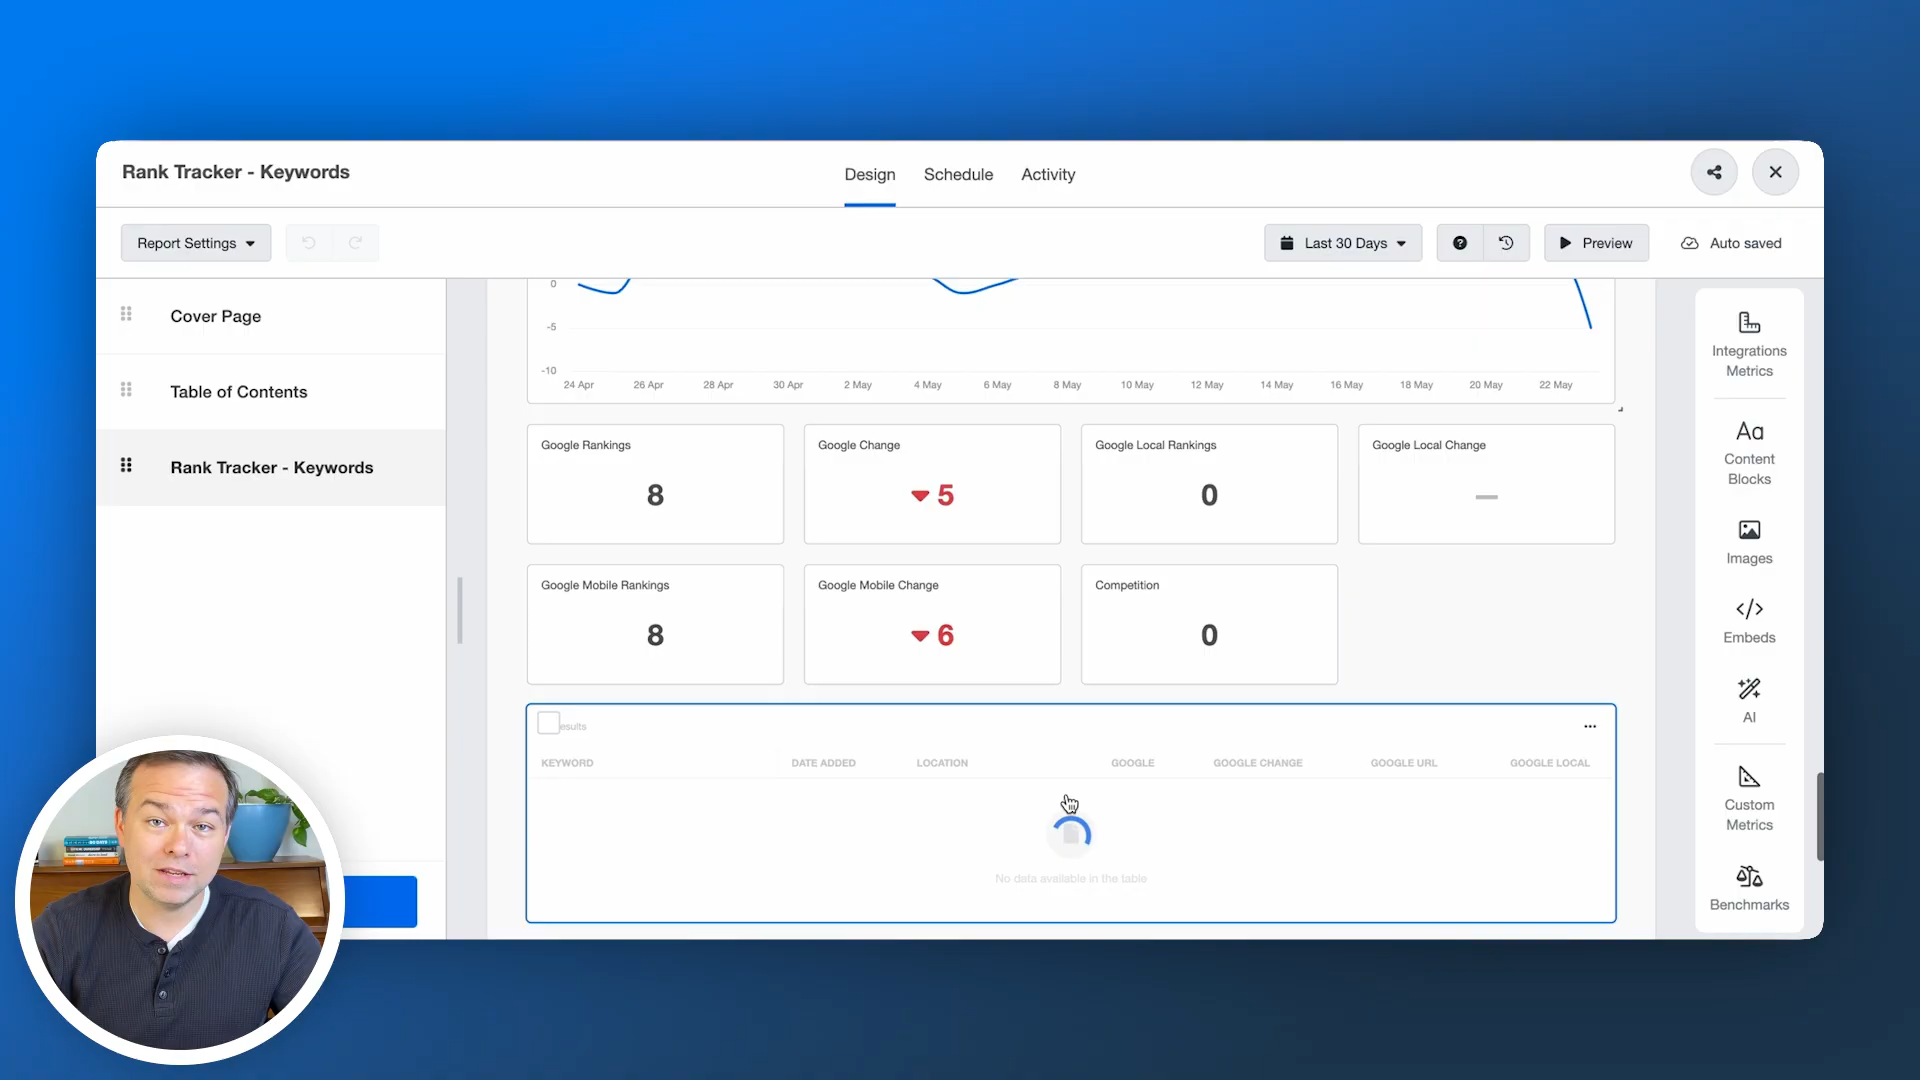 Rank Tracker - Keywords
Design
Schedule
Activity
Report Settings
Last 30 Days
Preview
Auto saved
Cover Page
Table of Contents
Rank Tracker - Keywords
0
-5
-10
24 Apr 26 Apr 28 Apr 30 Apr 2 May 4 May 6 May 8 May 10 May 12 May 14 May 16 May 18 May 20 May 22 May
Google Rankings
8
Google Change
5
Google Local Rankings
0
Google Local Change
—
Google Mobile Rankings
8
Google Mobile Change
6
Competition
0
esults
KEYWORD DATE ADDED LOCATION GOOGLE GOOGLE CHANGE GOOGLE URL GOOGLE LOCAL
No data available in the table
Integrations
Metrics
Aa
Content
Blocks
Images
Embeds
AI
Custom
Metrics
Benchmarks